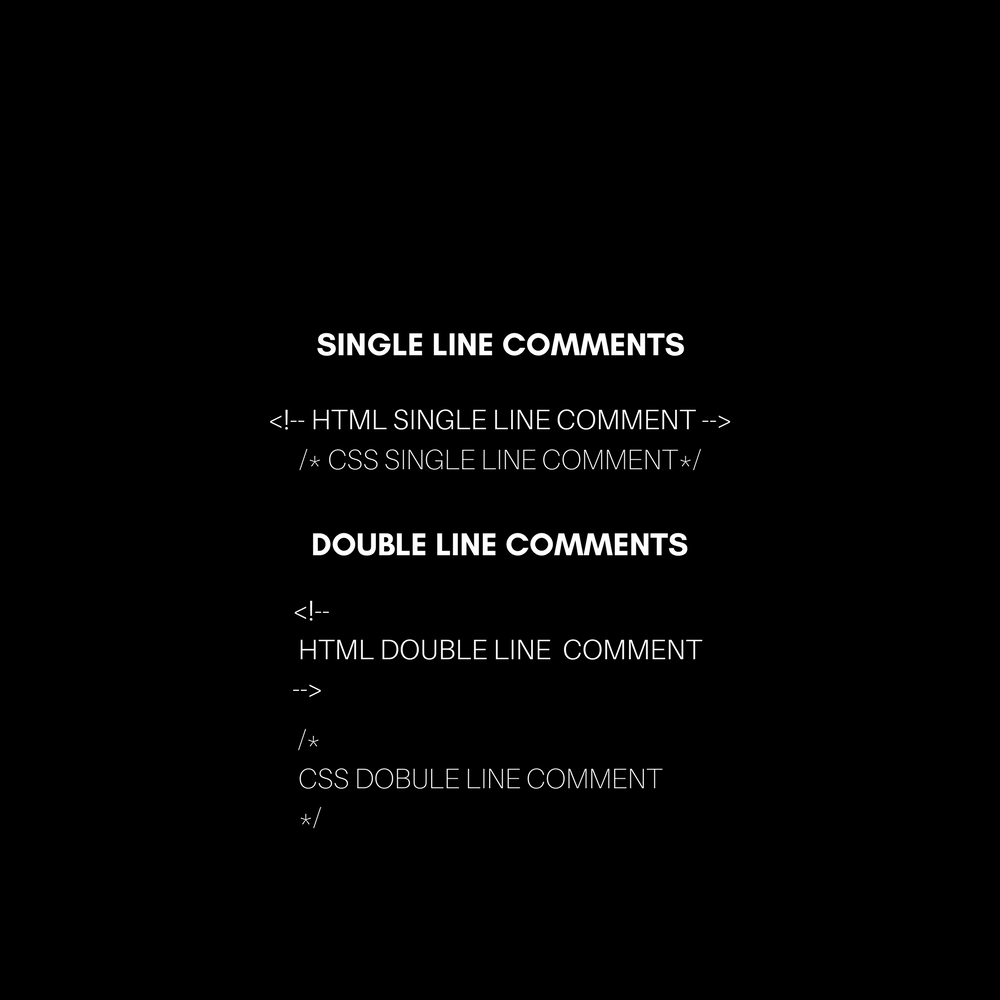 SINGLE LINE COMMENTS
<!-- HTML SINGLE LINE COMMENT -->
/* CSS SINGLE LINE COMMENT*/
DOUBLE LINE COMMENTS
<!--
HTML DOUBLE LINE  COMMENT
-->
/*
CSS DOBULE LINE COMMENT
*/